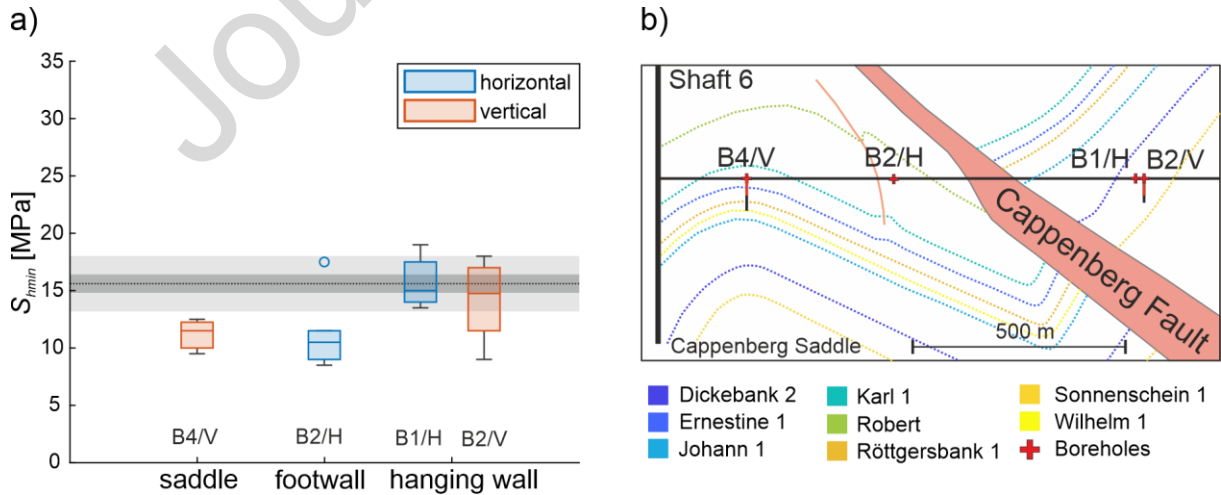 a)
Jou
S_hmin [MPa]
35
30
25
20
15
10
5
0
horizontal
vertical
B4/V
B2/H
B1/H
B2/V
saddle
footwall
hanging wall
b)
Shaft 6
B4/V
B2/H
B1/H
B2/V
Cappenberg Fault
Cappenberg Saddle
500 m
Dickebank 2
Ernestine 1
Johann 1
Karl 1
Robert
Röttgersbank 1
Sonnenschein 1
Wilhelm 1
Boreholes